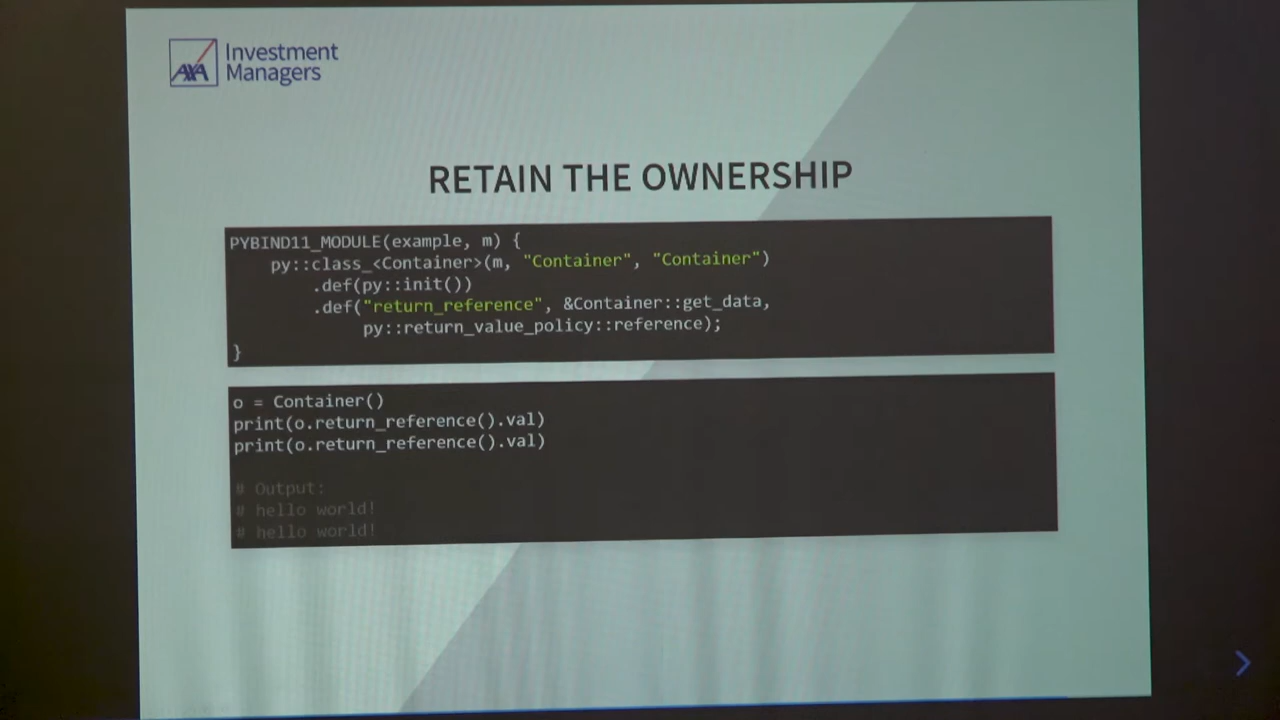 AXA
Investment
Managers
RETAIN THE OWNERSHIP
PYBIND11_MODULE(example, m) {
    py::class_<Container>(m, "Container", "Container")
        .def(py::init())
        .def("return_reference", &Container::get_data,
             py::return_value_policy::reference);
}
o = Container()
print(o.return_reference().val)
print(o.return_reference().val)
# Output:
# hello world!
# hello world!